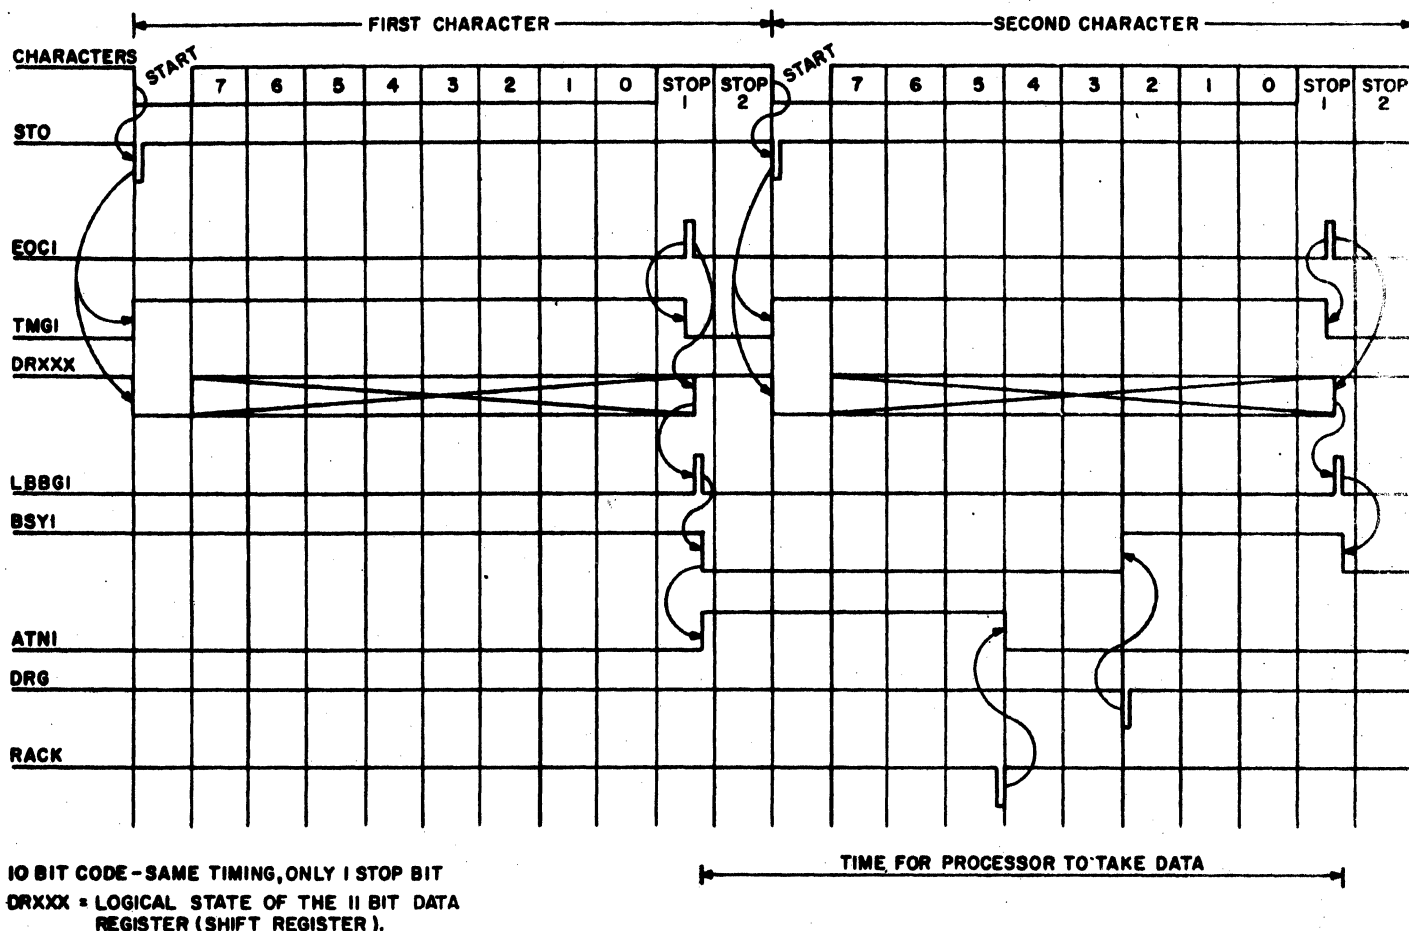 FIRST CHARACTER SECOND CHARACTER
CHARACTERS START 7 6 5 4 3 2 1 0 STOP 1 STOP 2 START 7 6 5 4 3 2 1 0 STOP 1 STOP 2
STO
EOCI
TMGI
DRXXX
LBBGI
BSYI
ATNI
DRG
RACK
TIME FOR PROCESSOR TO TAKE DATA
10 BIT CODE - SAME TIMING, ONLY 1 STOP BIT
DRXXX = LOGICAL STATE OF THE 11 BIT DATA
REGISTER (SHIFT REGISTER).